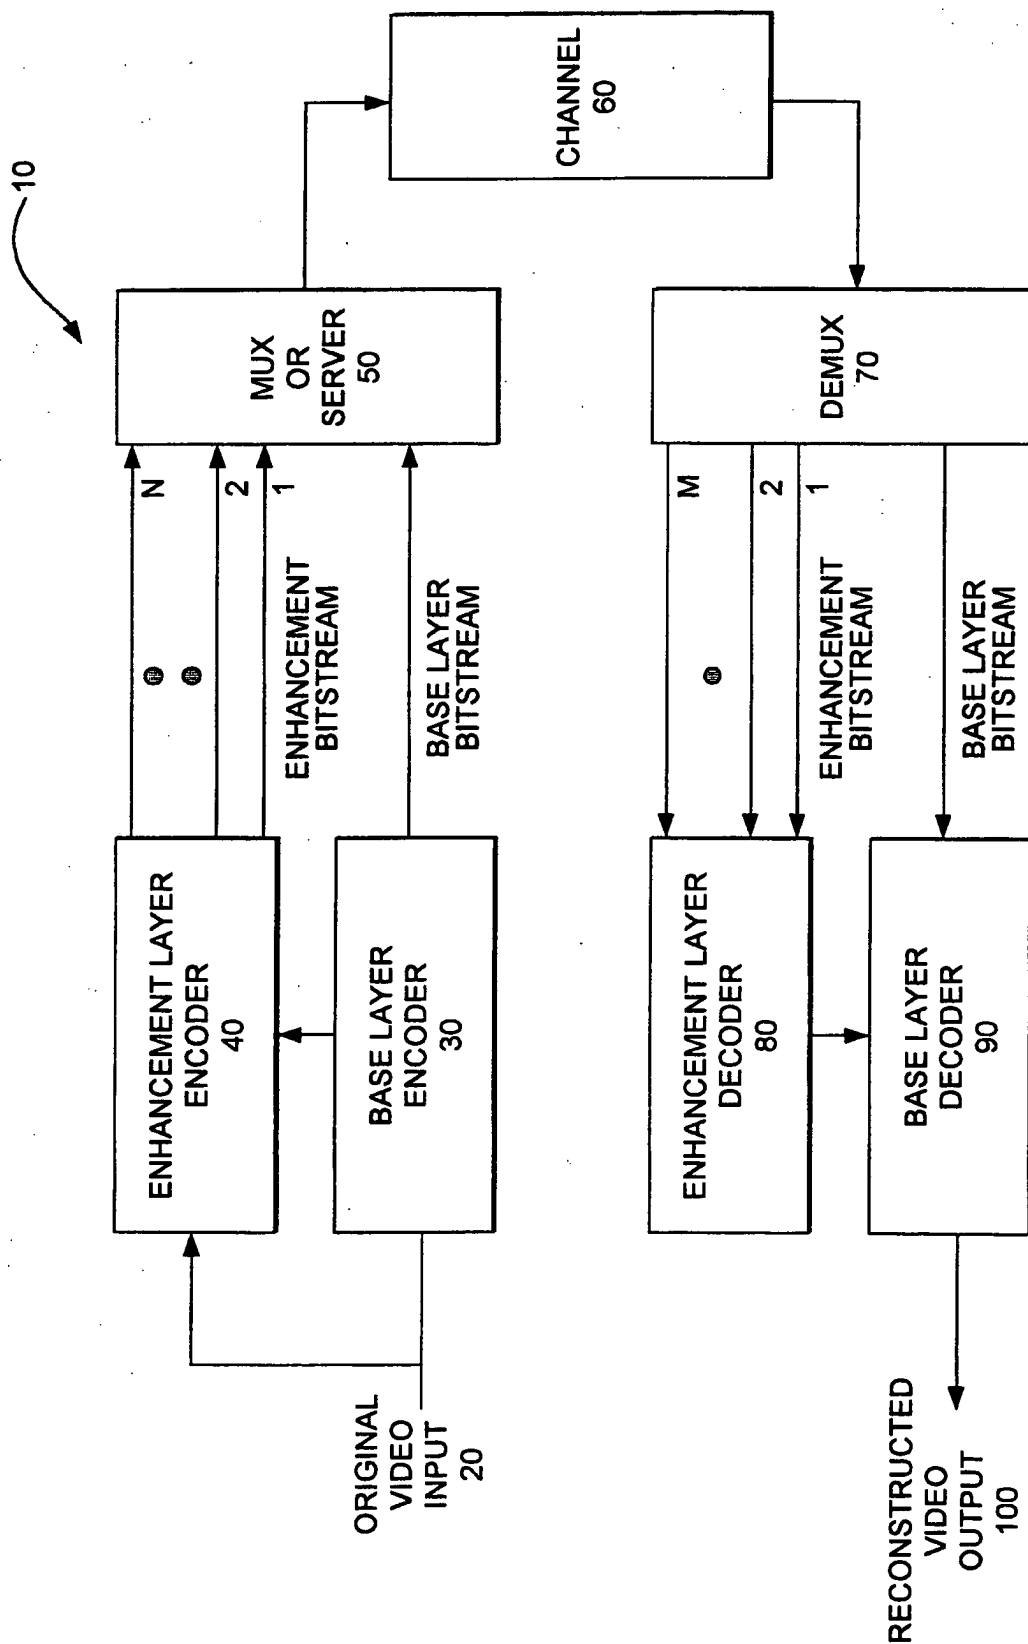 10
ORIGINAL
VIDEO
INPUT
20
ENHANCEMENT LAYER
ENCODER
40
BASE LAYER
ENCODER
30
N
2
1
ENHANCEMENT
BITSTREAM
BASE LAYER
BITSTREAM
MUX
OR
SERVER
50
CHANNEL
60
DEMUX
70
M
2
1
ENHANCEMENT
BITSTREAM
BASE LAYER
BITSTREAM
ENHANCEMENT LAYER
DECODER
80
BASE LAYER
DECODER
90
RECONSTRUCTED
VIDEO
OUTPUT
100